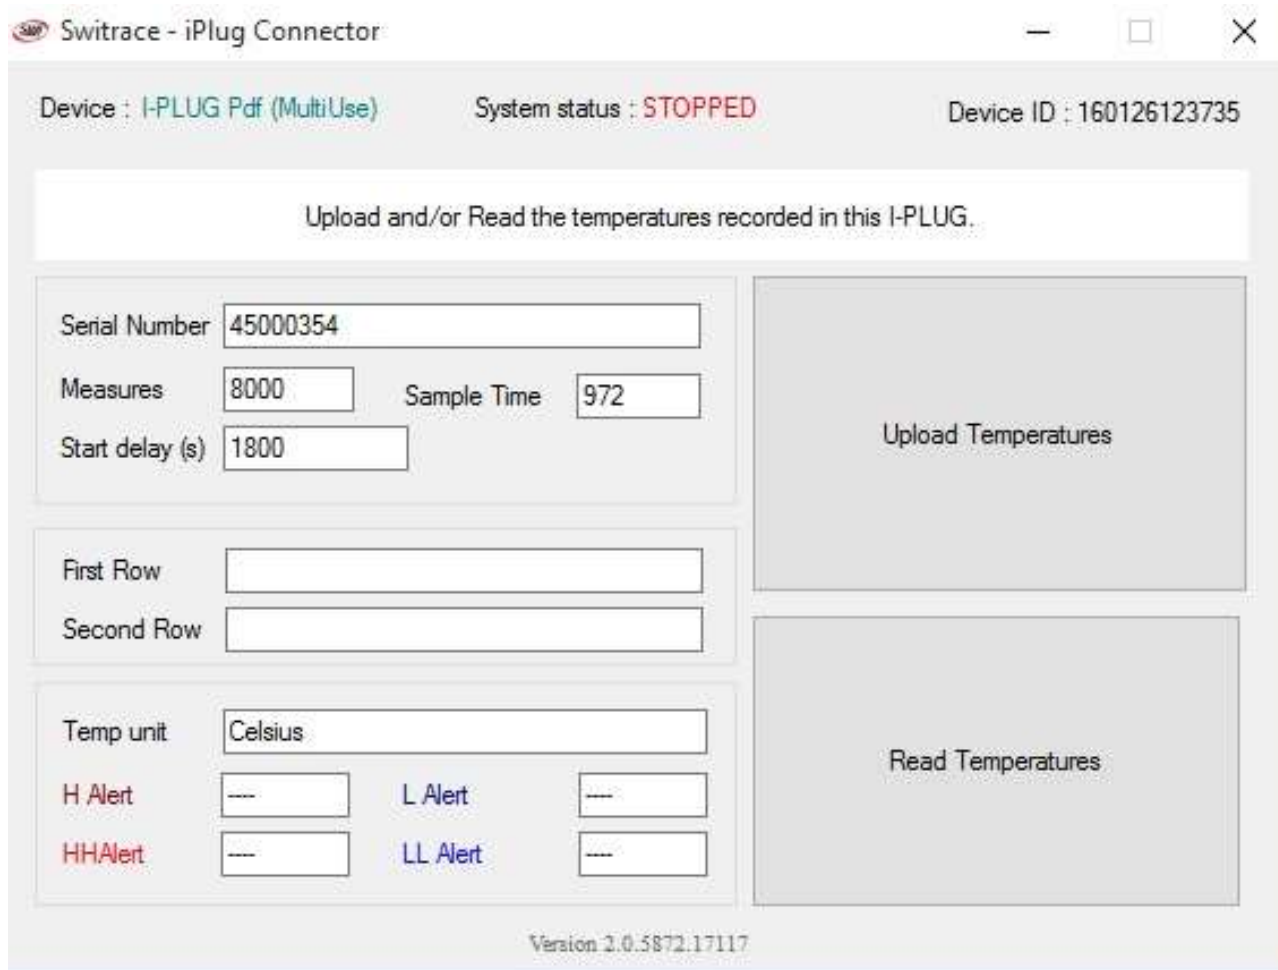 Switrace - iPlug Connector
Device : I-PLUG Pdf (MultiUse) System status : STOPPED Device ID : 160126123735
Upload and/or Read the temperatures recorded in this I-PLUG.
Serial Number 45000354
Measures 8000 Sample Time 972
Start delay (s) 1800
Upload Temperatures
First Row
Second Row
Temp unit Celsius
H Alert ---- L Alert ----
HHAlert ---- LL Alert ----
Read Temperatures
Version 2.0.5872.17117